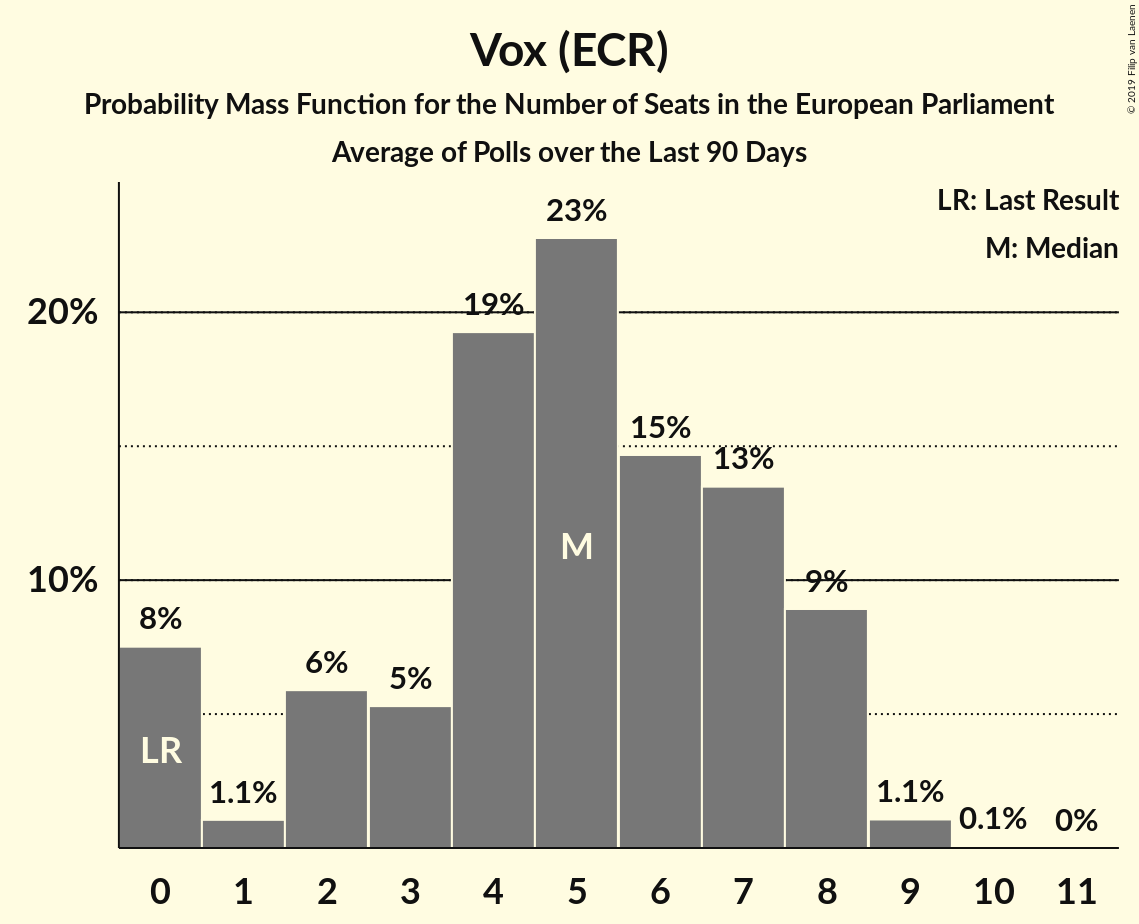 Vox (ECR)
Probability Mass Function for the Number of Seats in the European Parliament
Average of Polls over the Last 90 Days
© 2019 Filip van Laenen
LR: Last Result
M: Median
20%
10%
8%
1.1%
6%
5%
19%
23%
15%
13%
9%
1.1%
0.1%
0%
LR
M
0 1 2 3 4 5 6 7 8 9 10 11